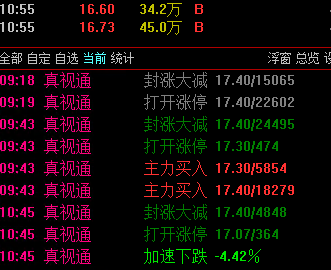 10:55 16.60 34.2万 B
10:55 16.73 45.0万 B
全部 自定 自选 当前 统计 浮窗 总览
09:18 真视通 封涨大减 17.40/15065
09:19 真视通 打开涨停 17.40/22602
09:43 真视通 封涨大减 17.40/24495
09:43 真视通 打开涨停 17.30/474
09:43 真视通 主力买入 17.30/5854
09:43 真视通 主力买入 17.40/18279
10:45 真视通 封涨大减 17.40/4848
10:45 真视通 打开涨停 17.07/364
10:45 真视通 加速下跌 -4.42%